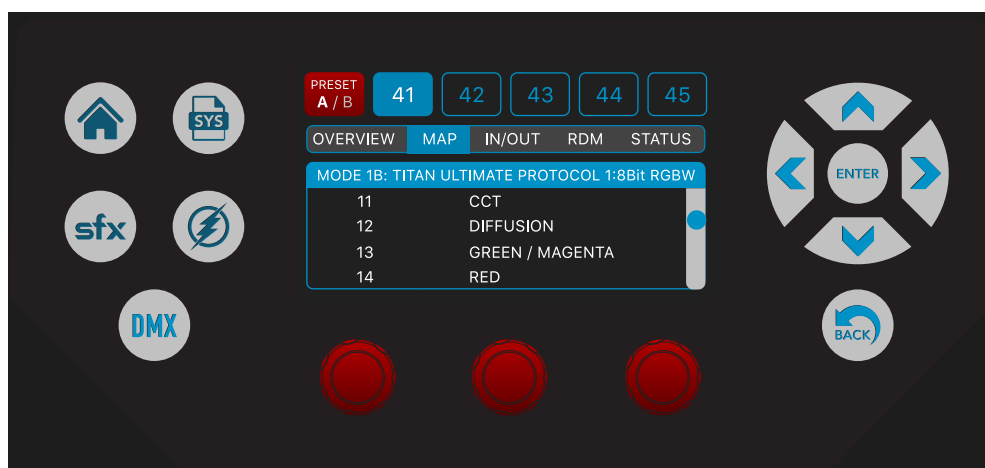 PRESET
A / B
41
42
43
44
45
OVERVIEW MAP IN/OUT RDM STATUS
MODE 1B: TITAN ULTIMATE PROTOCOL 1:8Bit RGBW
11 CCT
12 DIFFUSION
13 GREEN / MAGENTA
14 RED
SYS
sfx
DMX
ENTER
BACK